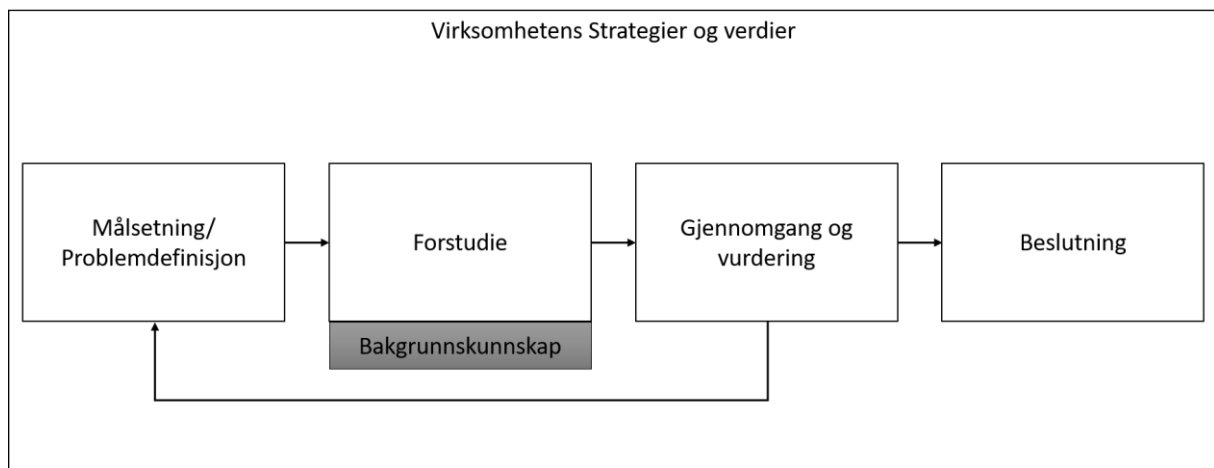 Virksomhetens Strategier og verdier
Målsetning/
Problemdefinisjon
Forstudie
Gjennomgang og
vurdering
Beslutning
Bakgrunnskunnskap